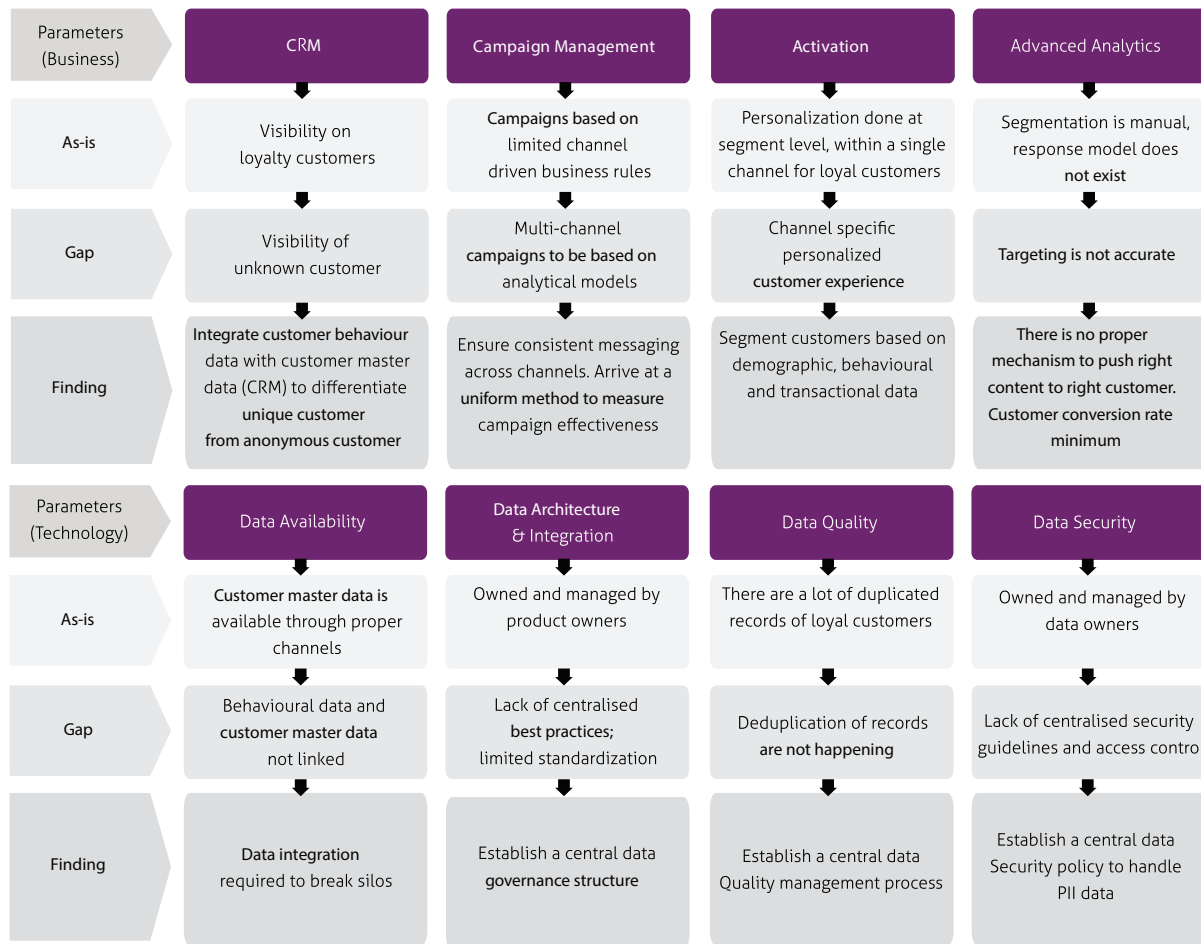 Parameters
(Business)
CRM
Campaign Management
Activation
Advanced Analytics
As-is
Visibility on
loyalty customers
Campaigns based on
limited channel
driven business rules
Personalization done at
segment level, within a single
channel for loyal customers
Segmentation is manual,
response model does
not exist
Gap
Visibility of
unknown customer
Multi-channel
campaigns to be based on
analytical models
Channel specific
personalized
customer experience
Targeting is not accurate
Finding
Integrate customer behaviour
data with customer master
data (CRM) to differentiate
unique customer
from anonymous customer
Ensure consistent messaging
across channels. Arrive at a
uniform method to measure
campaign effectiveness
Segment customers based on
demographic, behavioural
and transactional data
There is no proper
mechanism to push right
content to right customer.
Customer conversion rate
minimum
Parameters
(Technology)
Data Availability
Data Architecture
& Integration
Data Quality
Data Security
As-is
Customer master data is
available through proper
channels
Owned and managed by
product owners
There are a lot of duplicated
records of loyal customers
Owned and managed by
data owners
Gap
Behavioural data and
customer master data
not linked
Lack of centralised
best practices;
limited standardization
Deduplication of records
are not happening
Lack of centralised security
guidelines and access contro
Finding
Data integration
required to break silos
Establish a central data
governance structure
Establish a central data
Quality management process
Establish a central data
Security policy to handle
PII data